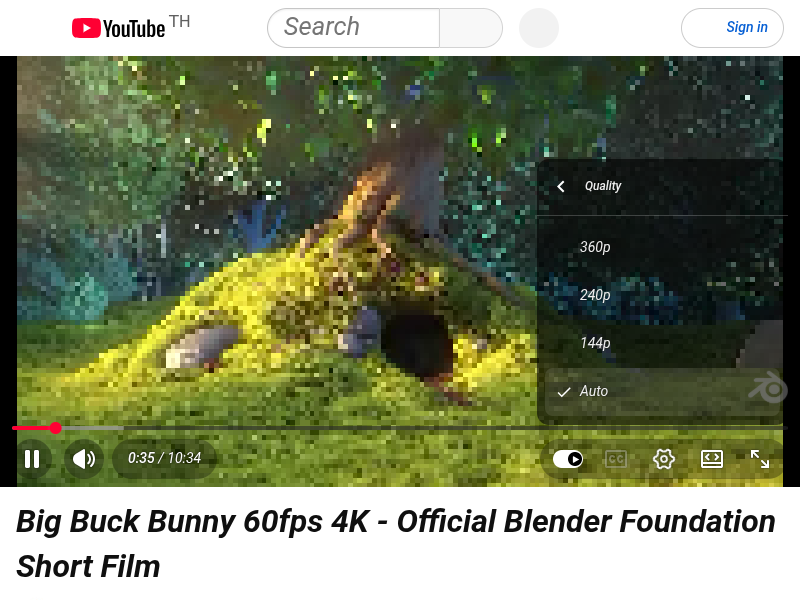 YouTube TH
Search
Sign in
Quality
360p
240p
144p
Auto
0:35 / 10:34
CC
Big Buck Bunny 60fps 4K - Official Blender Foundation
Short Film